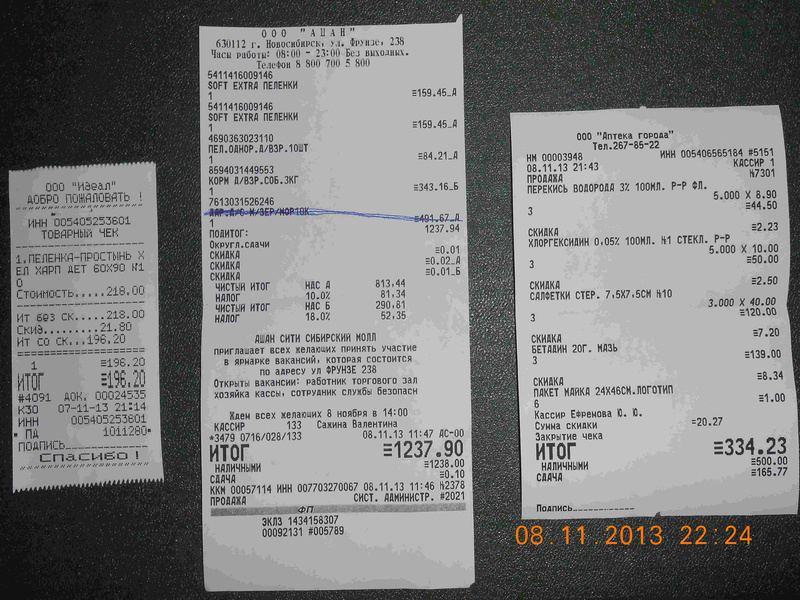 ООО "Идеал"
ДОБРО ПОЖАЛОВАТЬ !
ИНН 005405253601
ТОВАРНЫЙ ЧЕК
1.ПЕЛЕНКА-ПРОСТЫНЬ Х
ЕЛ ХАРП ДЕТ 60Х90 N1
0
Стоимость.....218.00
Ит без ск....218.00
Скид......... 21.80
Ит со ск...196.20
1 ≡196.20
ИТОГ ≡196.20
#4091 ДОК. 00024535
К30 07-11-13 21:14
ИНН 005405253601
* ПД 1011280*
ПОДПИСЬ
СПАСИБО !
ООО "АШАН"
630112 г. Новосибирск, ул. Фрунзе, 238
Часы работы: 08:00 - 23:00 Без выходных.
Телефон 8 800 700 5 800
5411416009146
SOFT EXTRA ПЕЛЕНКИ
1 ≡159.45_А
5411416009146
SOFT EXTRA ПЕЛЕНКИ
1 ≡159.45_А
4690363023110
ПЕЛ.ОДНОР.Д/ВЗР.10ШТ
1 ≡84.21_А
8594031449553
КОРМ Д/ВЗР.СОБ.3КГ
1 ≡343.16_Б
7613031526246
1 ≡491.67_А
ПОДИТОГ: 1237.94
Округл.сдачи
СКИДКА ≡0.01
СКИДКА ≡0.02_А
СКИДКА ≡0.01_Б
ЧИСТЫЙ ИТОГ НДС А 813,44
НАЛОГ 10.0% 81,34
ЧИСТЫЙ ИТОГ НДС Б 290,81
НАЛОГ 18.0% 52,35
АШАН СИТИ СИБИРСКИЙ МОЛЛ
приглашает всех желающих принять участие
в ярмарке вакансий, которая состоится
по адресу ул ФРУНЗЕ 238
Открыты вакансии: работник торгового зал
хозяйка кассы, сотрудник службы безопасн
Ждем всех желающих 8 ноября в 14:00
КАССИР 133 Сажина Валентина
*3479 0716/028/133 08.11.13 11:47 АС-00
ИТОГ ≡1237.90
НАЛИЧНЫМИ ≡1238.00
СДАЧА ≡0.10
ККМ 00057114 ИНН 007703270067 08.11.13 11:46 №2378
ПРОДАЖА СИСТ. АДМИНИСТР. #2021
ФП
ЭКЛЗ 1434158307
00092131 #005789
ООО "Аптека города"
Тел.267-85-22
НМ 00003948 ИНН 005406565184 #5151
08.11.13 21:43 КАССИР 1
ПРОДАЖА №7301
ПЕРЕКИСЬ ВОДОРОДА 3% 100МЛ. Р-Р ФЛ.
5.000 X 8.90
3 ≡44.50
СКИДКА ≡2.23
ХЛОРГЕКСИДИН 0,05% 100МЛ. №1 СТЕКЛ. Р-Р
5.000 X 10.00
3 ≡50.00
СКИДКА ≡2.50
САЛФЕТКИ СТЕР. 7,5X7,5СМ №10
3.000 X 40.00
3 ≡120.00
СКИДКА ≡7.20
БЕТАДИН 20Г. МАЗЬ
3 ≡139.00
СКИДКА ≡8.34
ПАКЕТ МАЙКА 24X46СМ.ЛОГОТИП
6 ≡1.00
Кассир Ефремова Ю. Ю.
Сумма скидки ≡20.27
Закрытие чека
ИТОГ ≡334.23
НАЛИЧНЫМИ ≡500.00
СДАЧА ≡165.77
Подпись
08.11.2013 22:24